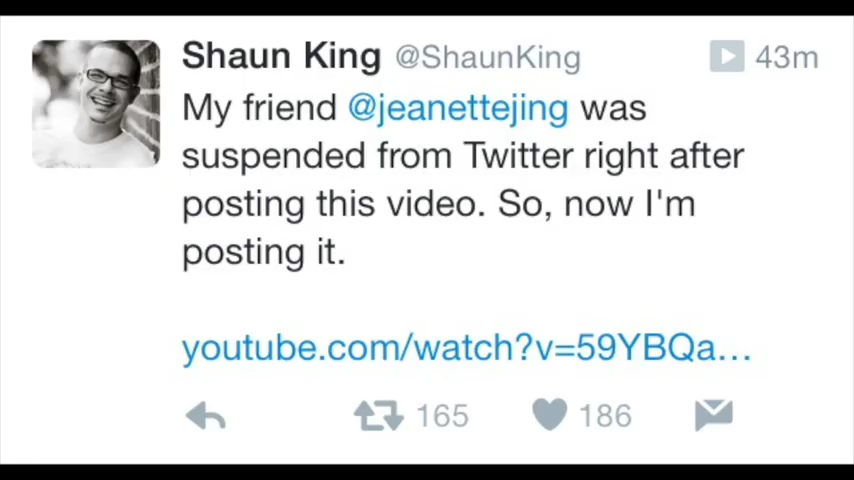 Shaun King @ShaunKing 43m
My friend @jeanettejing was
suspended from Twitter right after
posting this video. So, now I'm
posting it.
youtube.com/watch?v=59YBQa...
165 186